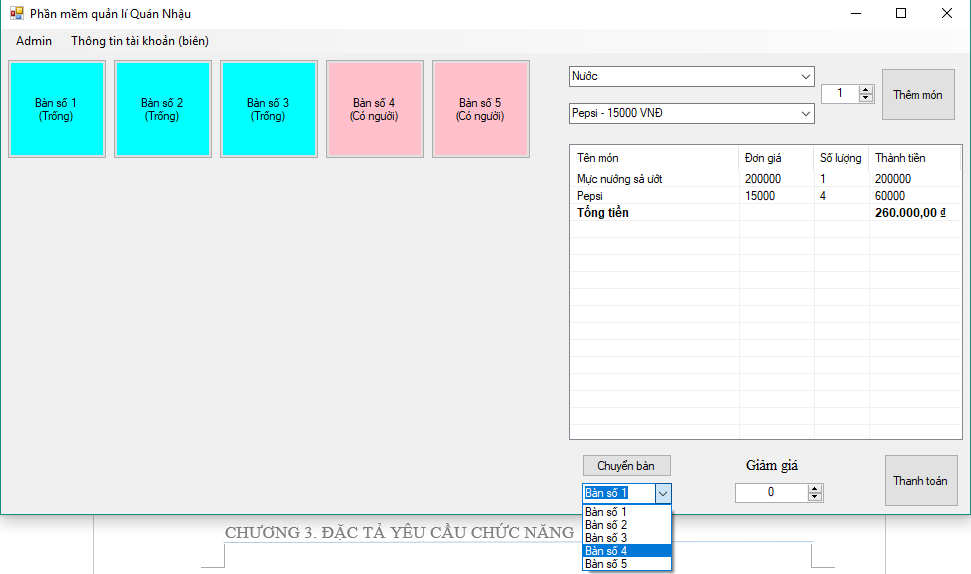 Phần mềm quản lí Quán Nhậu
Admin Thông tin tài khoản (biên)
Bàn số 1
(Trống)
Bàn số 2
(Trống)
Bàn số 3
(Trống)
Bàn số 4
(Có người)
Bàn số 5
(Có người)
Nước
Pepsi - 15000 VNĐ
1
Thêm món
Tên món Đơn giá Số lượng Thành tiền
Mực nướng sả ướt 200000 1 200000
Pepsi 15000 4 60000
Tổng tiền 260.000,00 ₫
Chuyển bàn
Giảm giá
Thanh toán
Bàn số 1
0
Bàn số 1
Bàn số 2
Bàn số 3
Bàn số 4
Bàn số 5
CHƯƠNG 3. ĐẶC TẢ YÊU CẦU CHỨC NĂNG